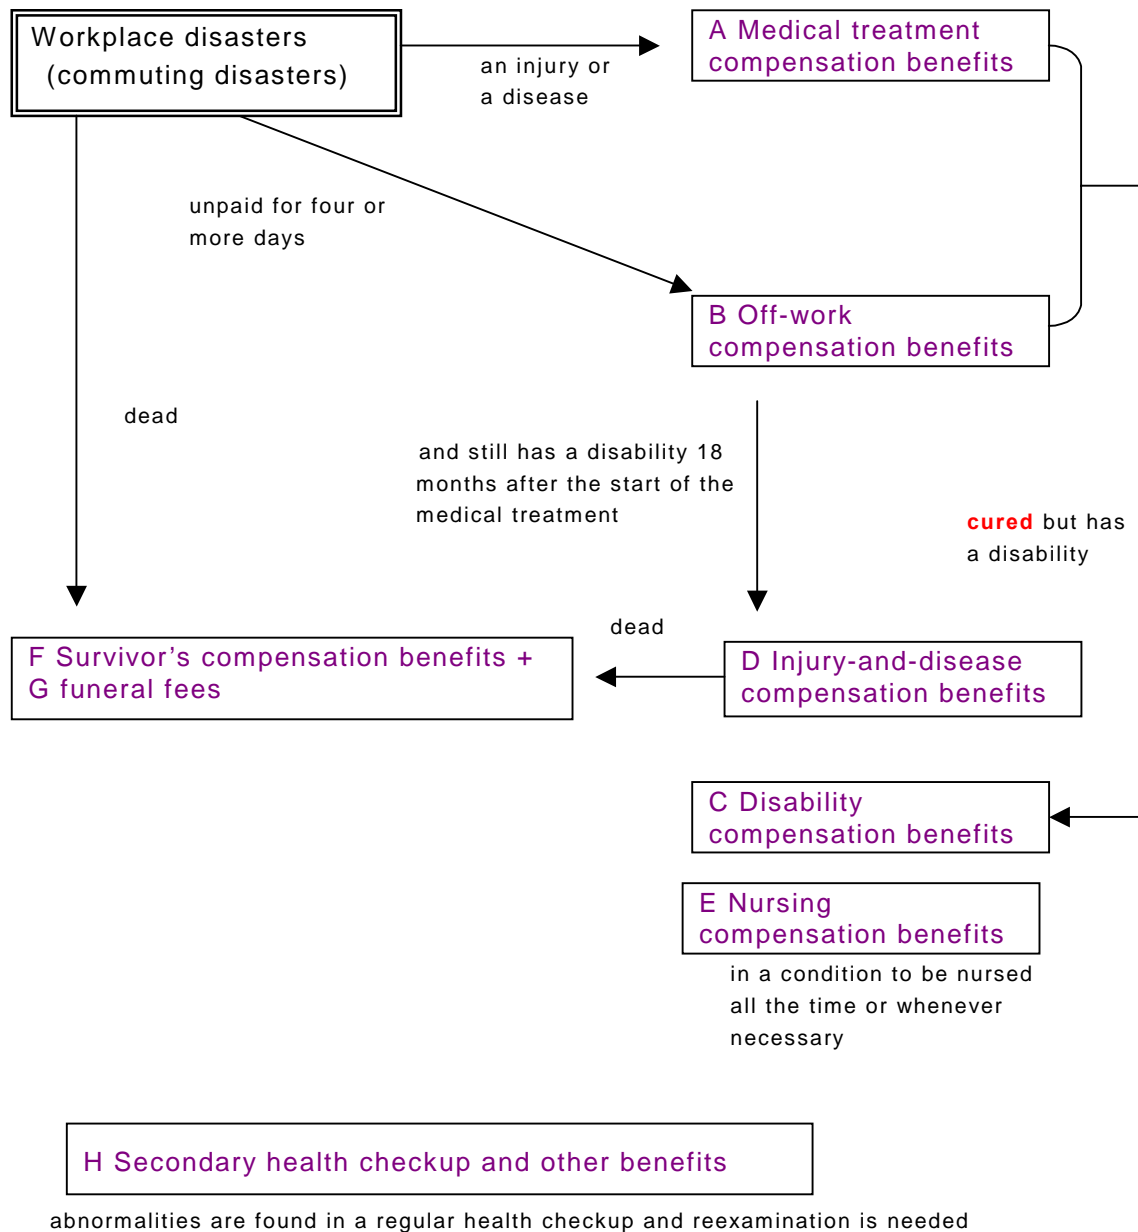 Workplace disasters
(commuting disasters)
an injury or
a disease
A Medical treatment
compensation benefits
unpaid for four or
more days
B Off-work
compensation benefits
dead
and still has a disability 18
months after the start of the
medical treatment
cured but has
a disability
dead
F Survivor's compensation benefits +
G funeral fees
D Injury-and-disease
compensation benefits
C Disability
compensation benefits
E Nursing
compensation benefits
in a condition to be nursed
all the time or whenever
necessary
H Secondary health checkup and other benefits
abnormalities are found in a regular health checkup and reexamination is needed